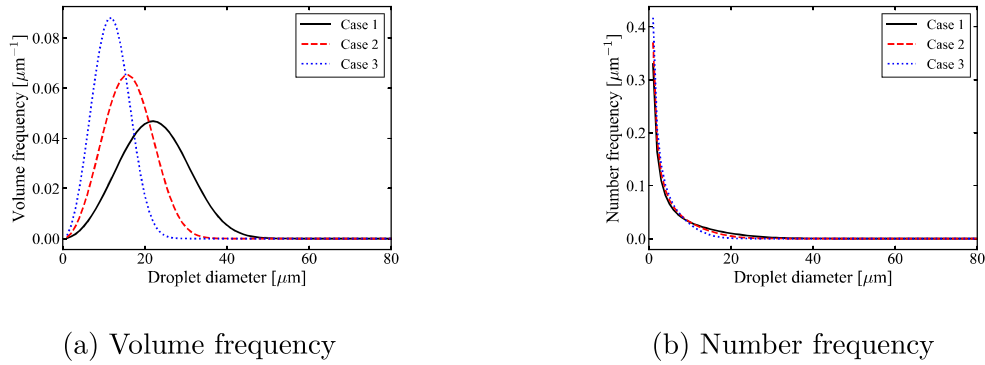 Case 1
Case 2
Case 3
0.08
0.06
0.04
0.02
0.00
Volume frequency [μm⁻¹]
0 20 40 60 80
Droplet diameter [μm]
(a) Volume frequency
Case 1
Case 2
Case 3
0.4
0.3
0.2
0.1
0.0
Number frequency [μm⁻¹]
0 20 40 60 80
Droplet diameter [μm]
(b) Number frequency